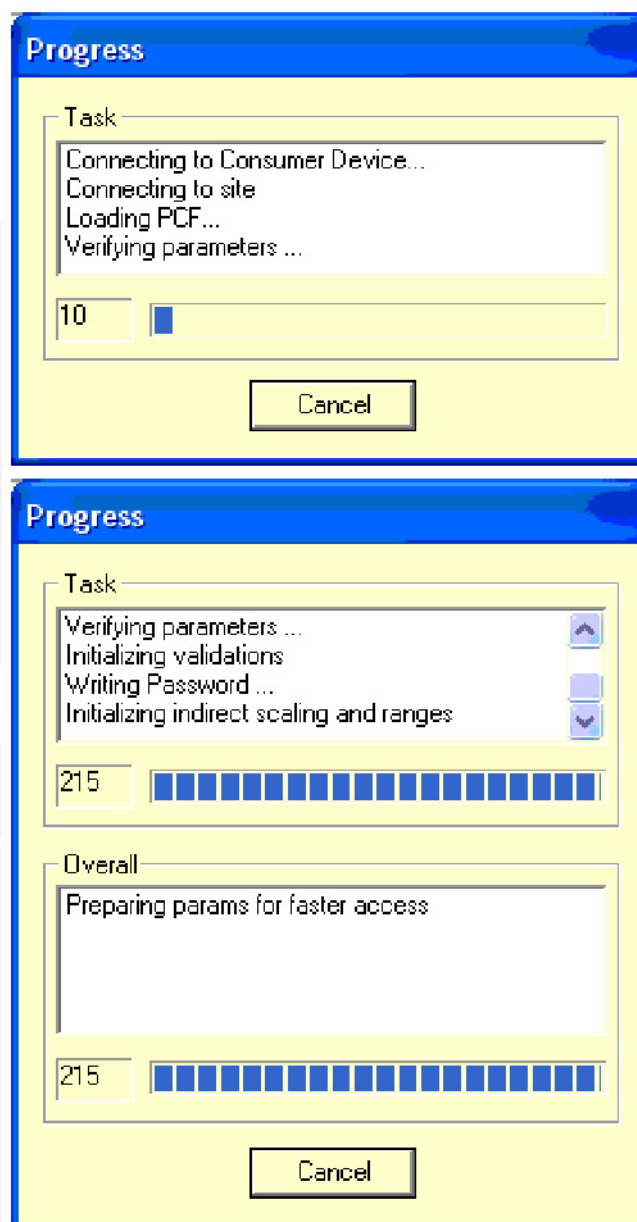 Progress
Task
Connecting to Consumer Device...
Connecting to site
Loading PCF...
Verifying parameters ...
10
Cancel
Progress
Task
Verifying parameters ...
Initializing validations
Writing Password ...
Initializing indirect scaling and ranges
215
Overall
Preparing params for faster access
215
Cancel